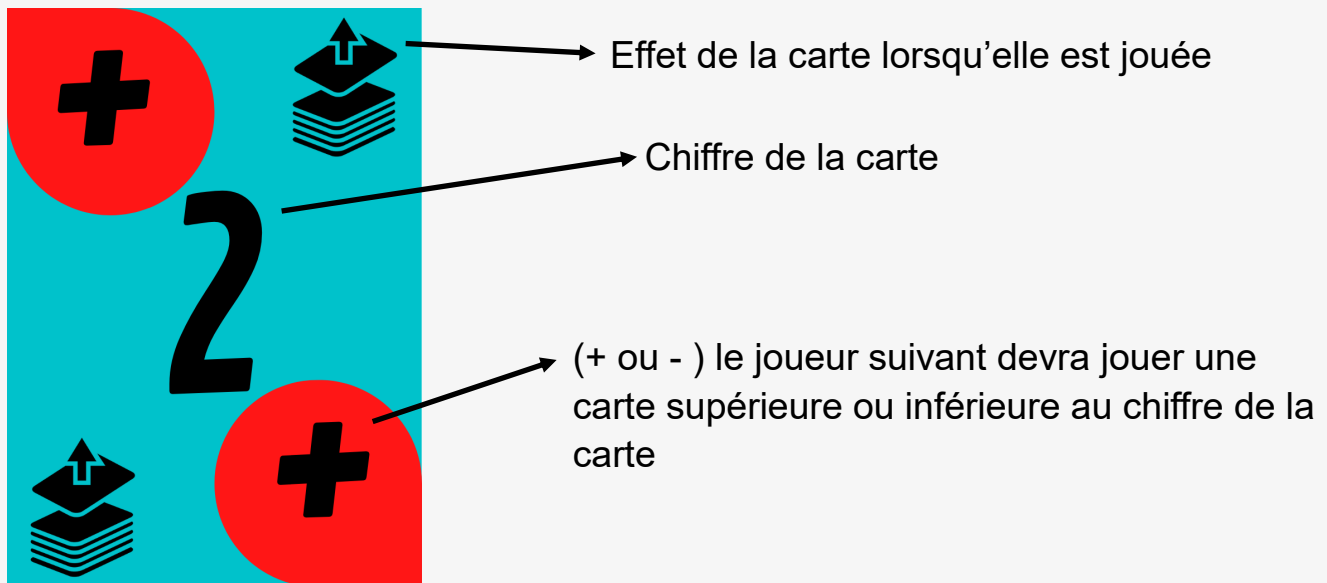 +
Effet de la carte lorsqu’elle est jouée
Chiffre de la carte
2
(+ ou - ) le joueur suivant devra jouer une
carte supérieure ou inférieure au chiffre de la
carte
+